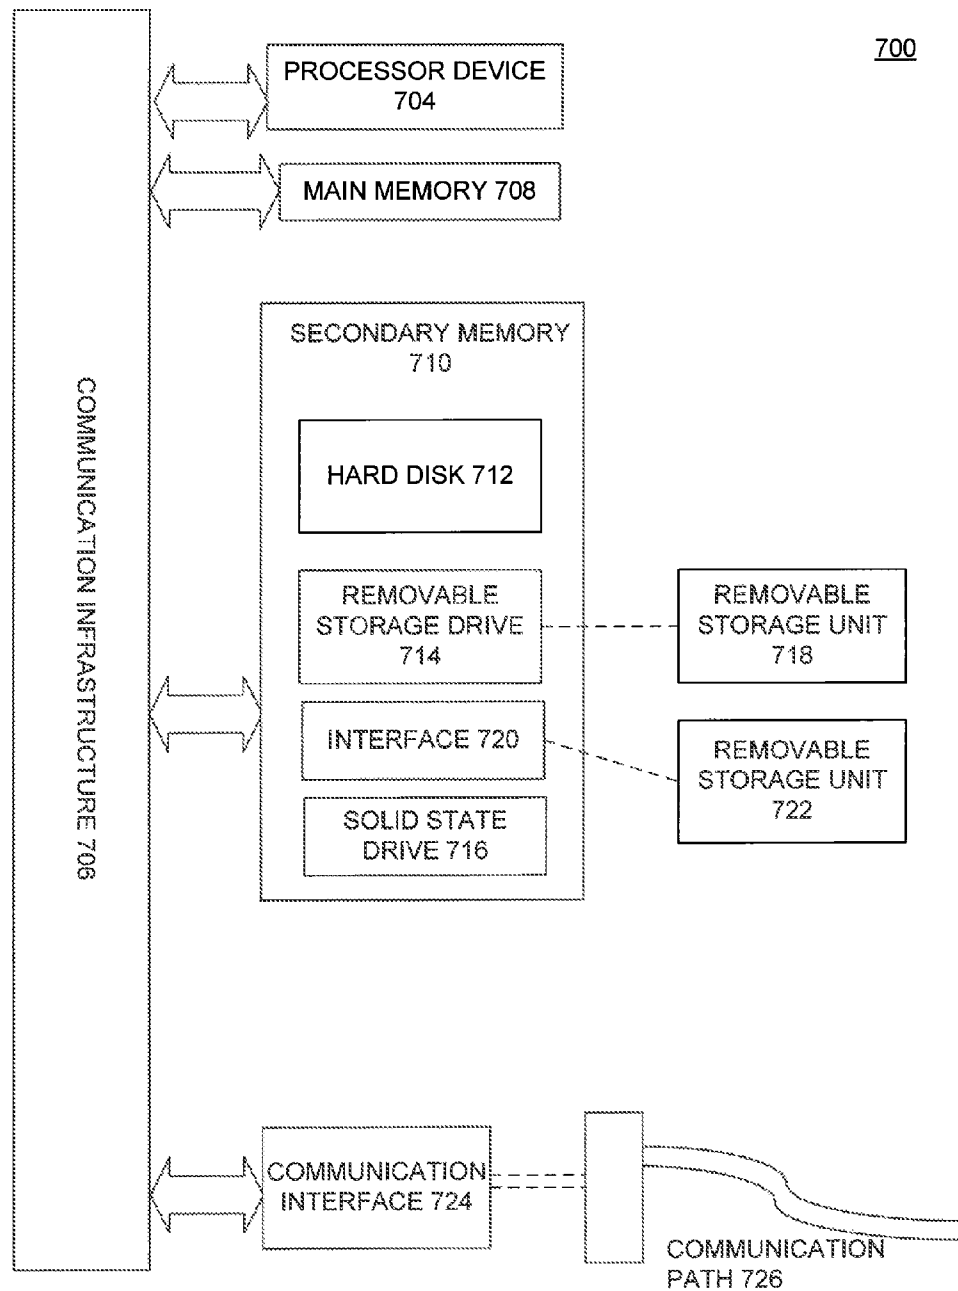 700
PROCESSOR DEVICE
704
MAIN MEMORY 708
SECONDARY MEMORY
710
HARD DISK 712
REMOVABLE
STORAGE DRIVE
714
REMOVABLE
STORAGE UNIT
718
INTERFACE 720
REMOVABLE
STORAGE UNIT
722
SOLID STATE
DRIVE 716
COMMUNICATION INFRASTRUCTURE 706
COMMUNICATION
INTERFACE 724
COMMUNICATION
PATH 726